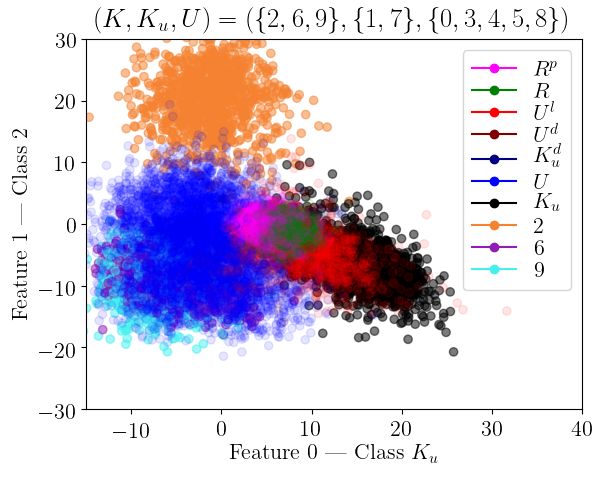 (K, K_u, U) = ({2, 6, 9}, {1, 7}, {0, 3, 4, 5, 8})
30
20
10
0
−10
−20
−30
−10
0
10
20
30
40
Feature 1 — Class 2
Feature 0 — Class K_u
R^p
R
U^l
U^d
K_u^d
U
K_u
2
6
9